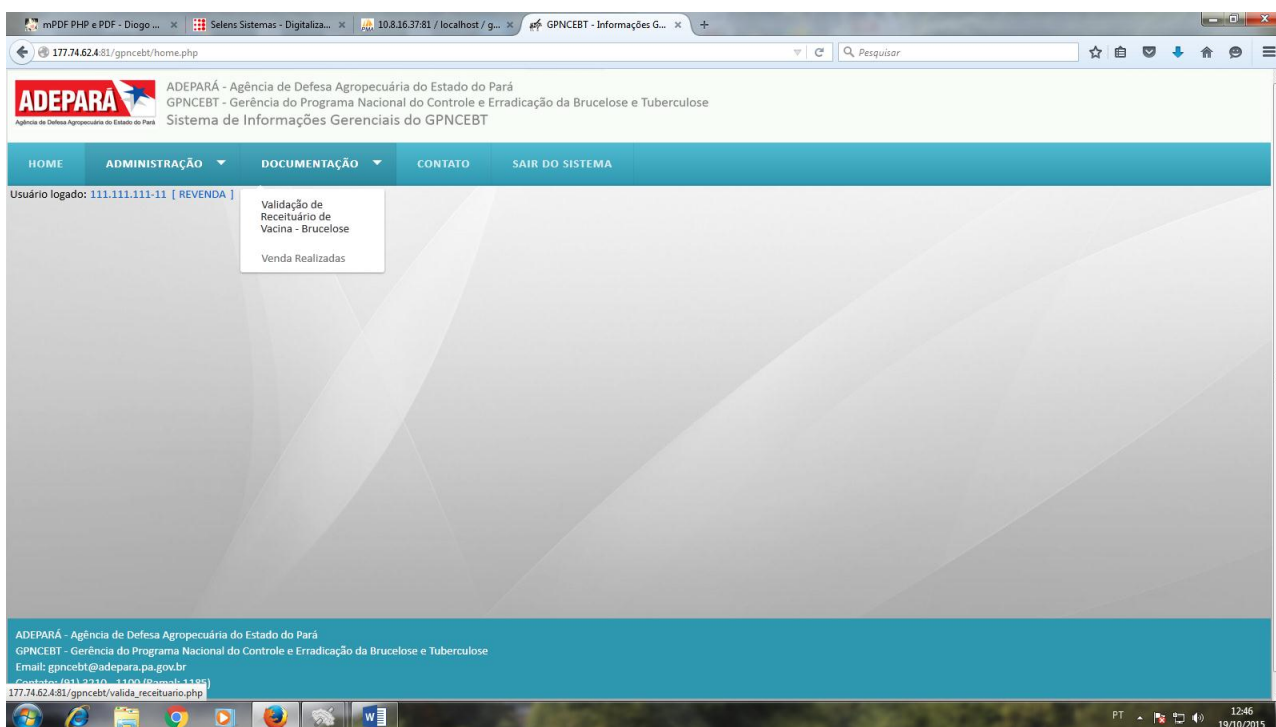 mPDF PHP e PDF - Diogo ...
Selens Sistemas - Digitaliza...
10.8.16.37:81 / localhost / g...
GPNCEBT - Informações G...
177.74.62.4:81/gpncebt/home.php
Pesquisar
ADEPARÁ
Agência de Defesa Agropecuária do Estado do Pará
ADEPARÁ - Agência de Defesa Agropecuária do Estado do Pará
GPNCEBT - Gerência do Programa Nacional do Controle e Erradicação da Brucelose e Tuberculose
Sistema de Informações Gerenciais do GPNCEBT
HOME ADMINISTRAÇÃO DOCUMENTAÇÃO CONTATO SAIR DO SISTEMA
Usuário logado: 111.111.111-11 [ REVENDA ]
Validação de
Receituário de
Vacina - Brucelose
Venda Realizadas
ADEPARÁ - Agência de Defesa Agropecuária do Estado do Pará
GPNCEBT - Gerência do Programa Nacional do Controle e Erradicação da Brucelose e Tuberculose
Email: gpncebt@adepara.pa.gov.br
Contato: (91) 3210 - 1100 (Ramal: 1185)
177.74.62.4:81/gpncebt/valida_receituario.php
PT
12:46
19/10/2015